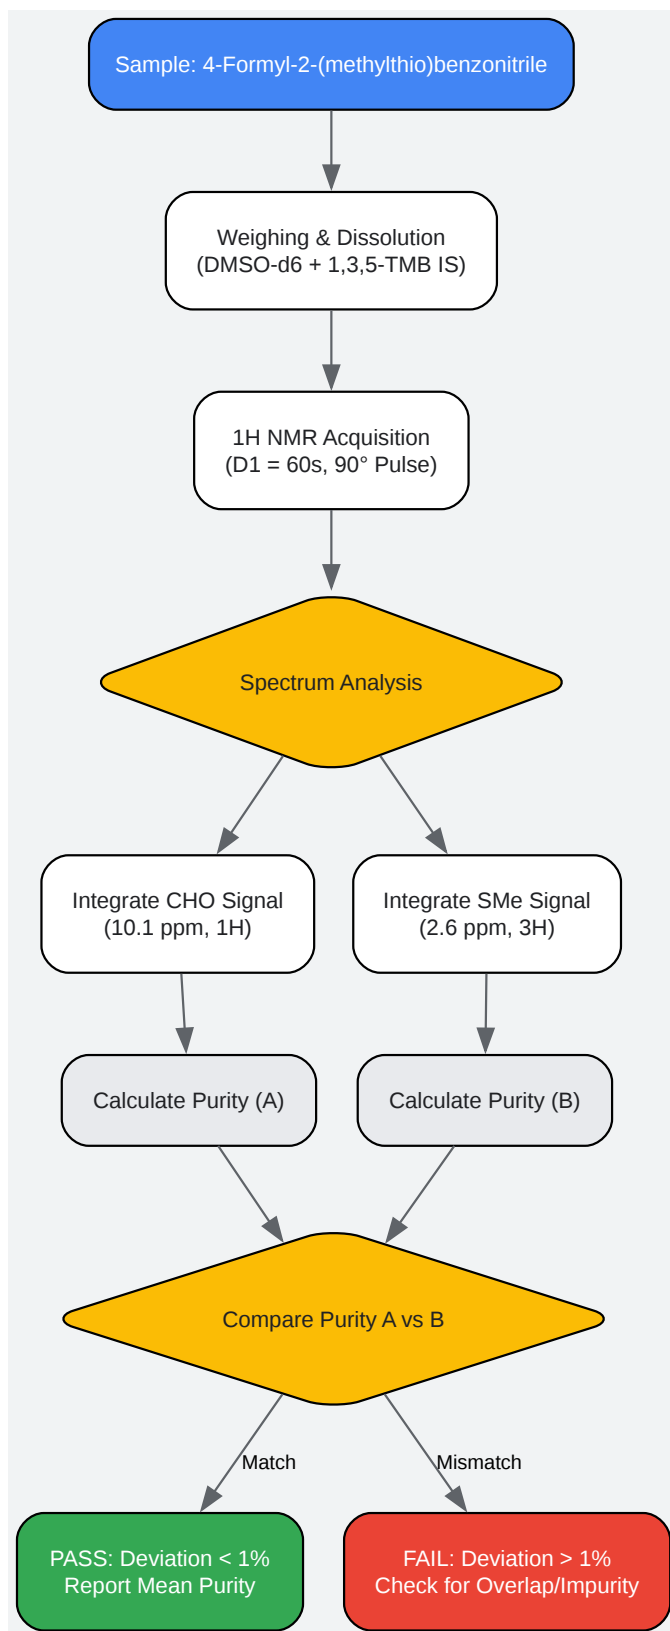 Sample: 4-Formyl-2-(methylthio)benzonitrile
Weighing & Dissolution
(DMSO-d6 + 1,3,5-TMB IS)
1H NMR Acquisition
(D1 = 60s, 90° Pulse)
Spectrum Analysis
Integrate CHO Signal
(10.1 ppm, 1H)
Integrate SMe Signal
(2.6 ppm, 3H)
Calculate Purity (A)
Calculate Purity (B)
Compare Purity A vs B
Match
Mismatch
PASS: Deviation < 1%
Report Mean Purity
FAIL: Deviation > 1%
Check for Overlap/Impurity